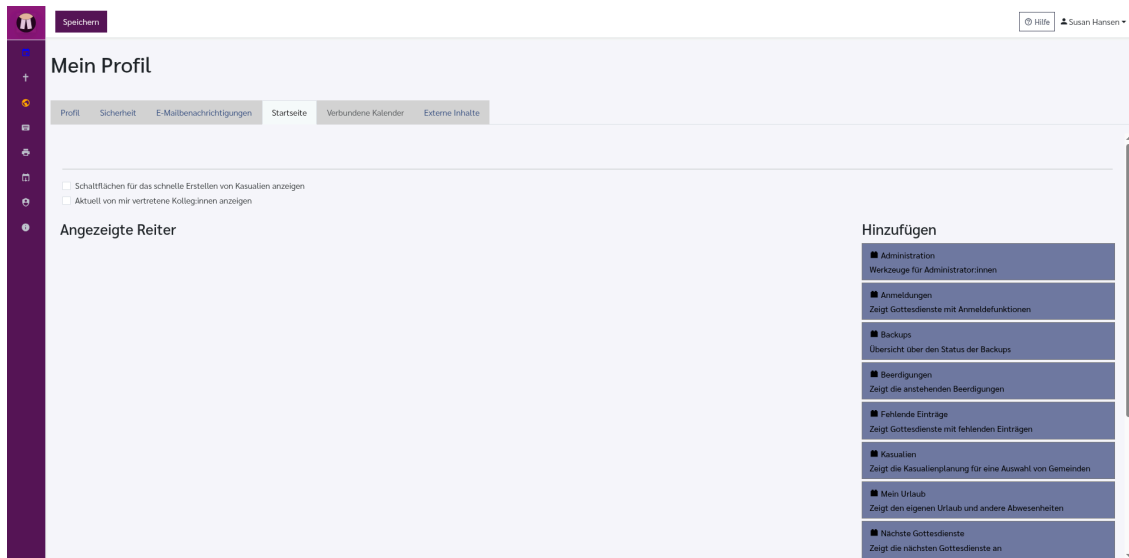 Speichern
Hilfe
Susan Hansen
Mein Profil
Profil
Sicherheit
E-Mailbenachrichtigungen
Startseite
Verbundene Kalender
Externe Inhalte
Schaltflächen für das schnelle Erstellen von Kasualien anzeigen
Aktuell von mir vertretene Kolleg:innen anzeigen
Angezeigte Reiter
Hinzufügen
Administration
Werkzeuge für Administrator:innen
Anmeldungen
Zeigt Gottesdienste mit Anmeldefunktionen
Backups
Übersicht über den Status der Backups
Beerdigungen
Zeigt die anstehenden Beerdigungen
Fehlende Einträge
Zeigt Gottesdienste mit fehlenden Einträgen
Kasualien
Zeigt die Kasualienplanung für eine Auswahl von Gemeinden
Mein Urlaub
Zeigt den eigenen Urlaub und andere Abwesenheiten
Nächste Gottesdienste
Zeigt die nächsten Gottesdienste an